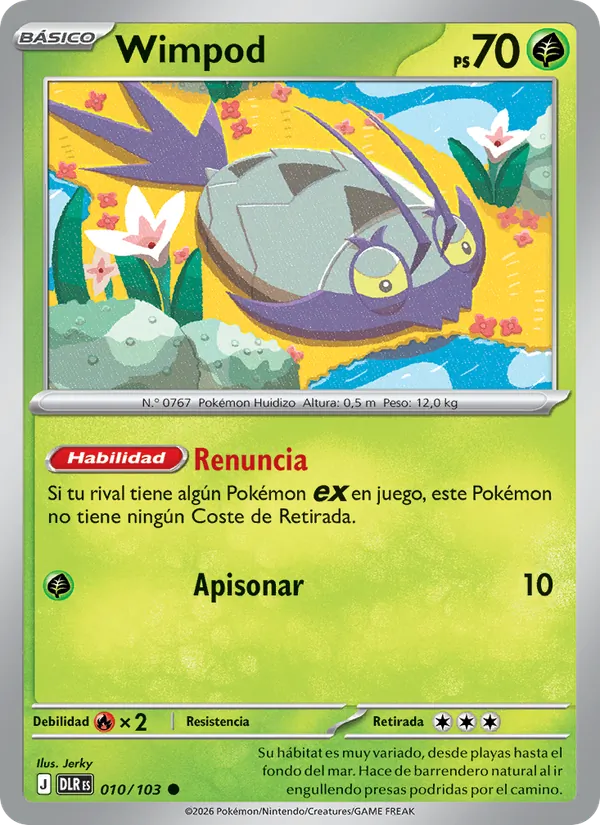 BÁSICO
Wimpod
PS 70
N.º 0767 Pokémon Huidizo Altura: 0,5 m Peso: 12,0 kg
Habilidad Renuncia
Si tu rival tiene algún Pokémon ex en juego, este Pokémon
no tiene ningún Coste de Retirada.
Apisonar 10
Debilidad × 2 Resistencia Retirada
Ilus. Jerky
J DLR ES 010/103
Su hábitat es muy variado, desde playas hasta el
fondo del mar. Hace de barrendero natural al ir
engullendo presas podridas por el camino.
©2026 Pokémon/Nintendo/Creatures/GAME FREAK